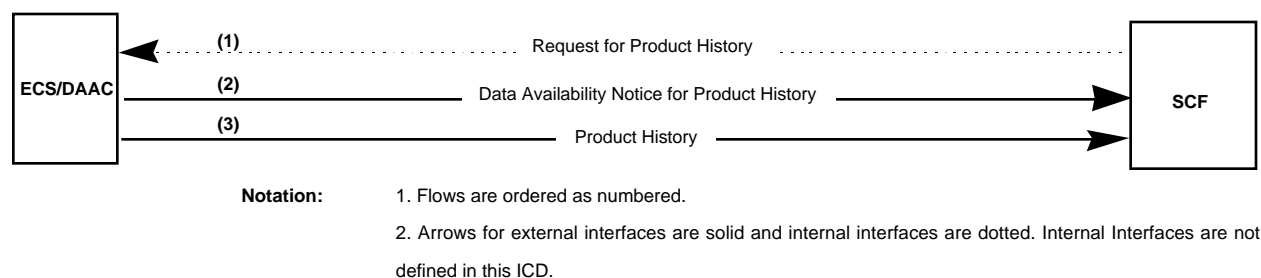 (1) Request for Product History
ECS/DAAC
(2) Data Availability Notice for Product History
SCF
(3) Product History
Notation: 1. Flows are ordered as numbered.
2. Arrows for external interfaces are solid and internal interfaces are dotted. Internal Interfaces are not
defined in this ICD.